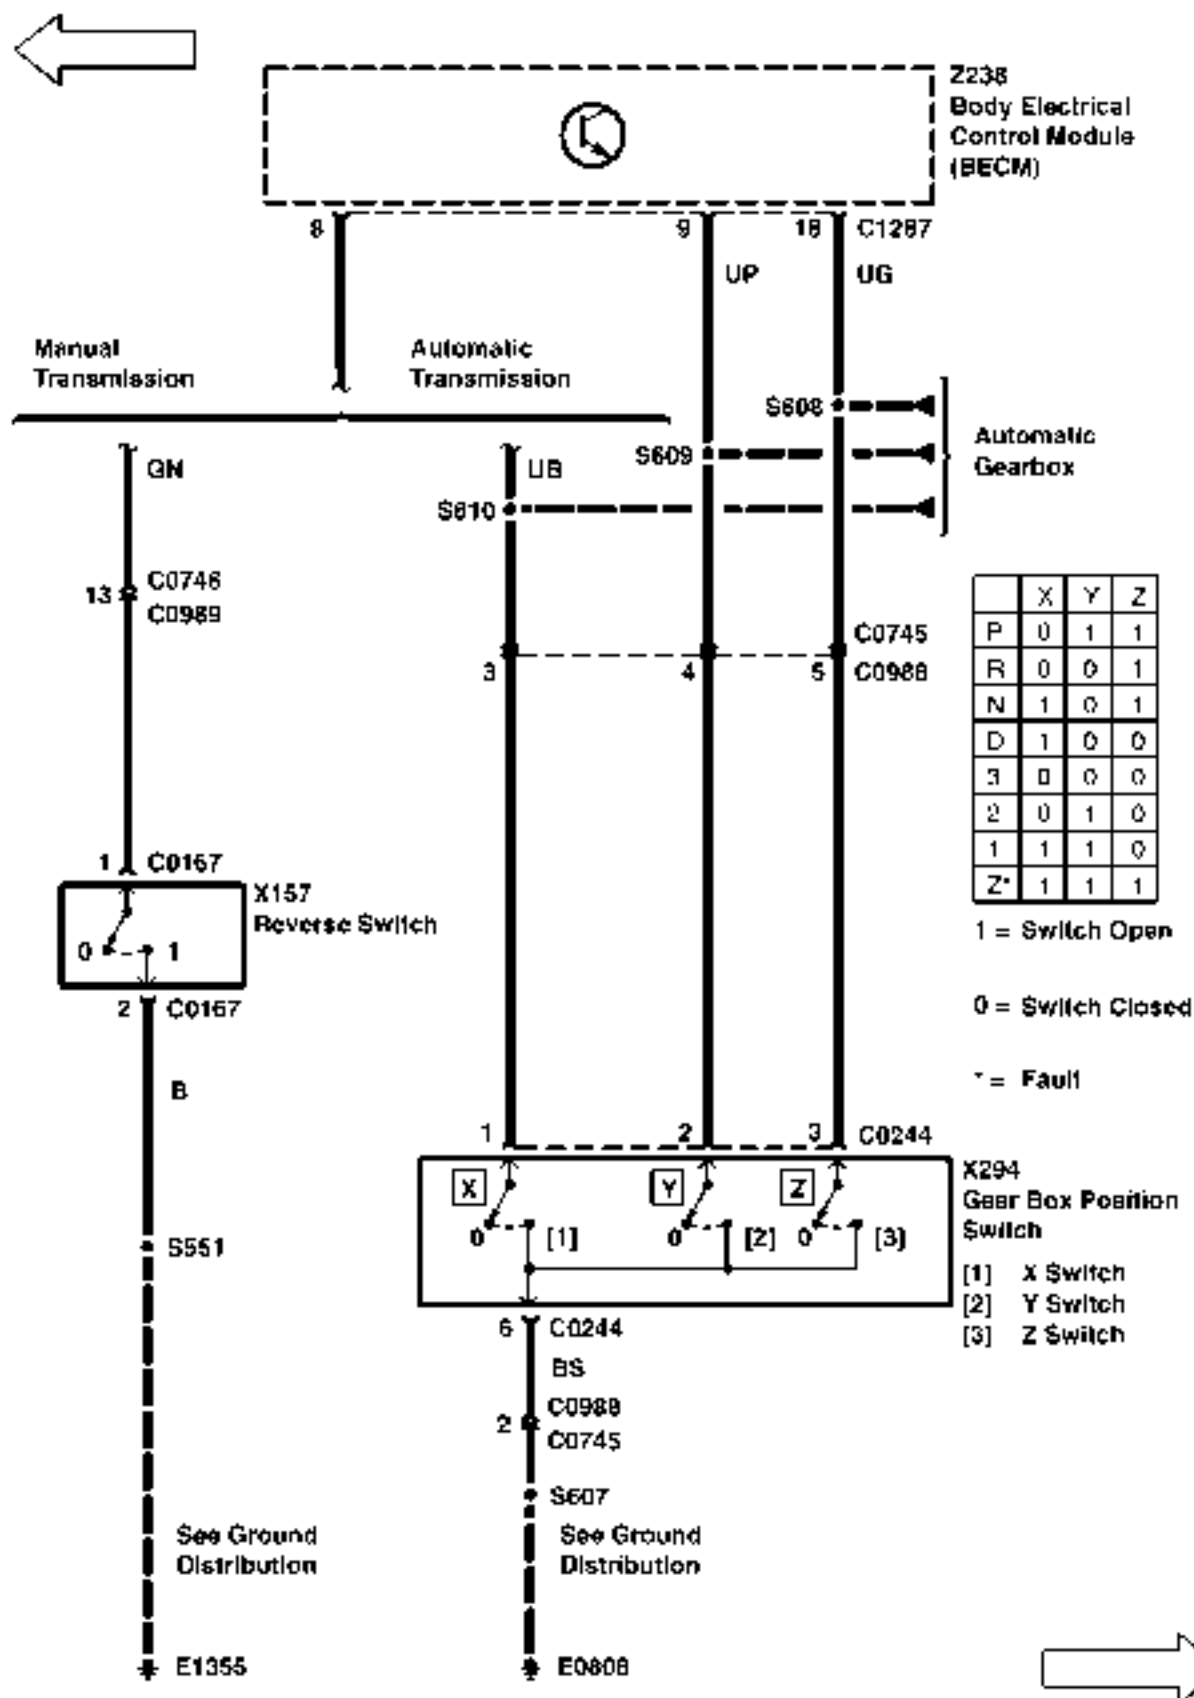 Z238
Body Electrical
Control Module
(BECM)
8
9
18
C1287
UP
UG
Manual
Transmission
Automatic
Transmission
S608
S609
S610
Automatic
Gearbox
GN
UB
13
C0746
C0989
C0745
3
4
5
C0988
X Y Z
P 0 1 1
R 0 0 1
N 1 0 1
D 1 0 0
3 0 0 0
2 0 1 0
1 1 1 0
Z* 1 1 1
1 = Switch Open
0 = Switch Closed
* = Fault
1
C0167
X157
Reverse Switch
0
1
2
C0167
B
1
2
3
C0244
X
Y
Z
0
[1]
0
[2]
0
[3]
X294
Gear Box Position
Switch
[1] X Switch
[2] Y Switch
[3] Z Switch
S551
6
C0244
BS
2
C0988
C0745
S607
See Ground
Distribution
See Ground
Distribution
E1355
E0808